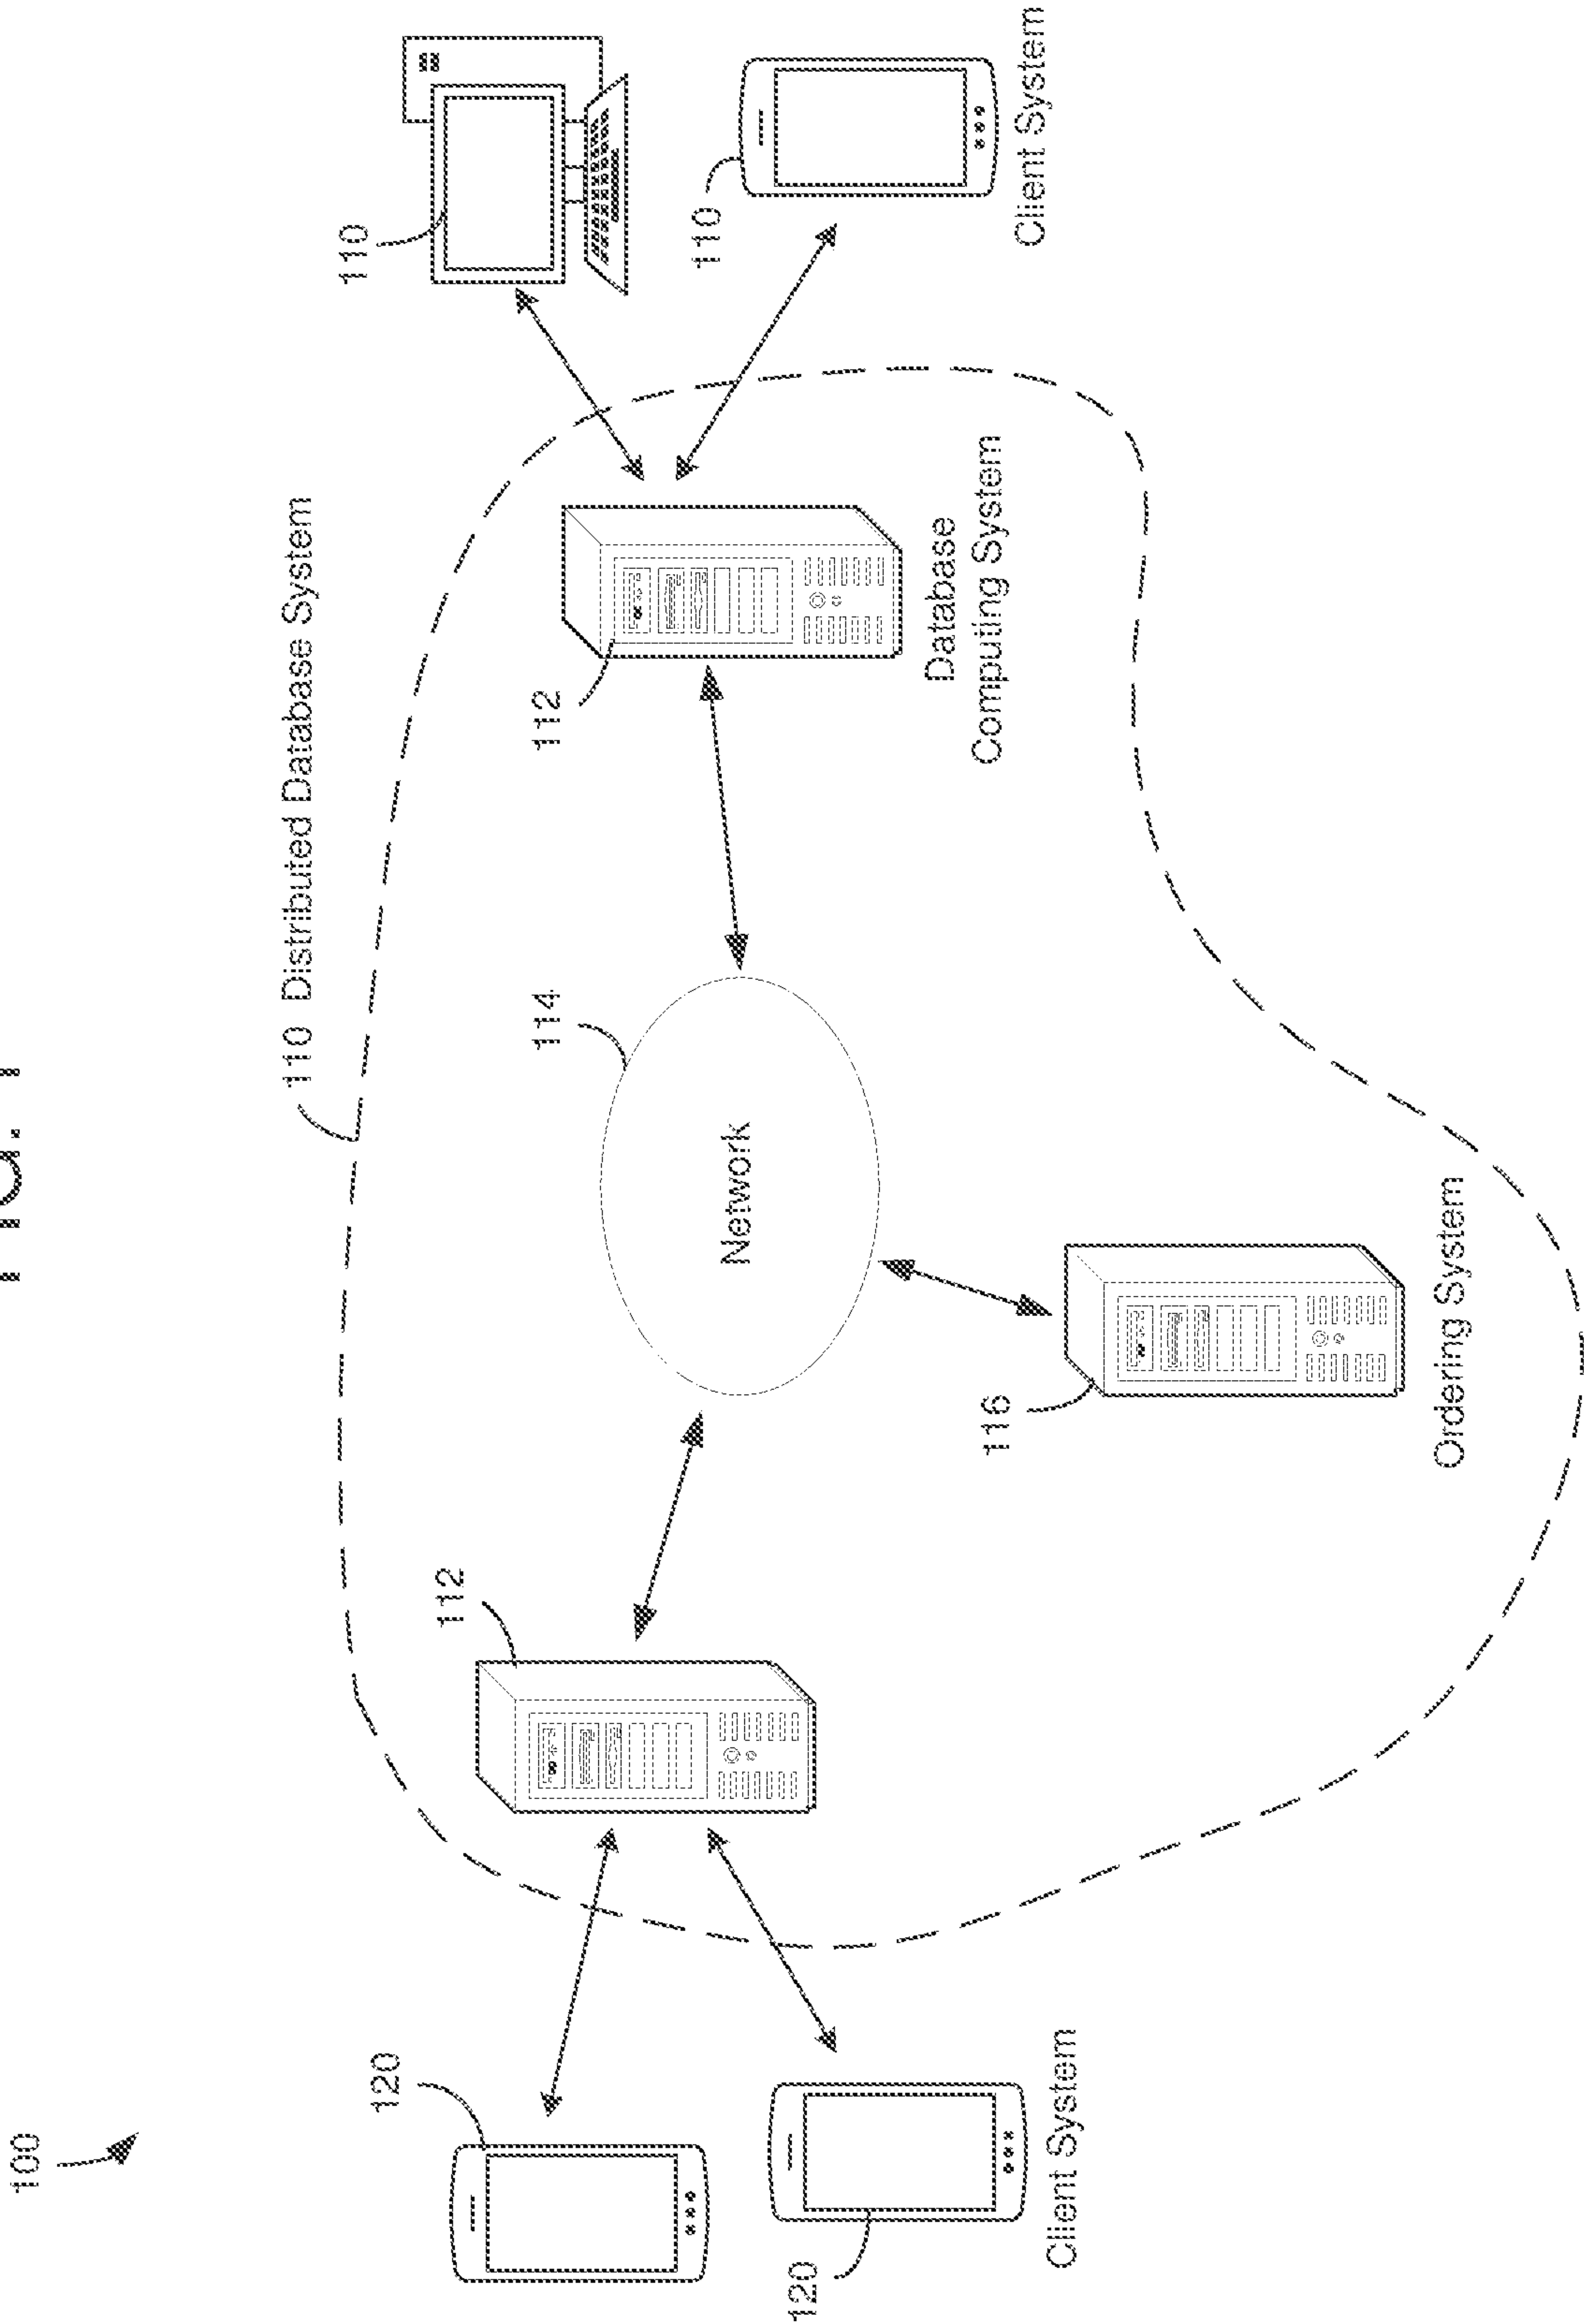 100
110 Distributed Database System
110
120
112
114
112
110
Network
120
116
Database
Computing System
Client System
Client System
Ordering System